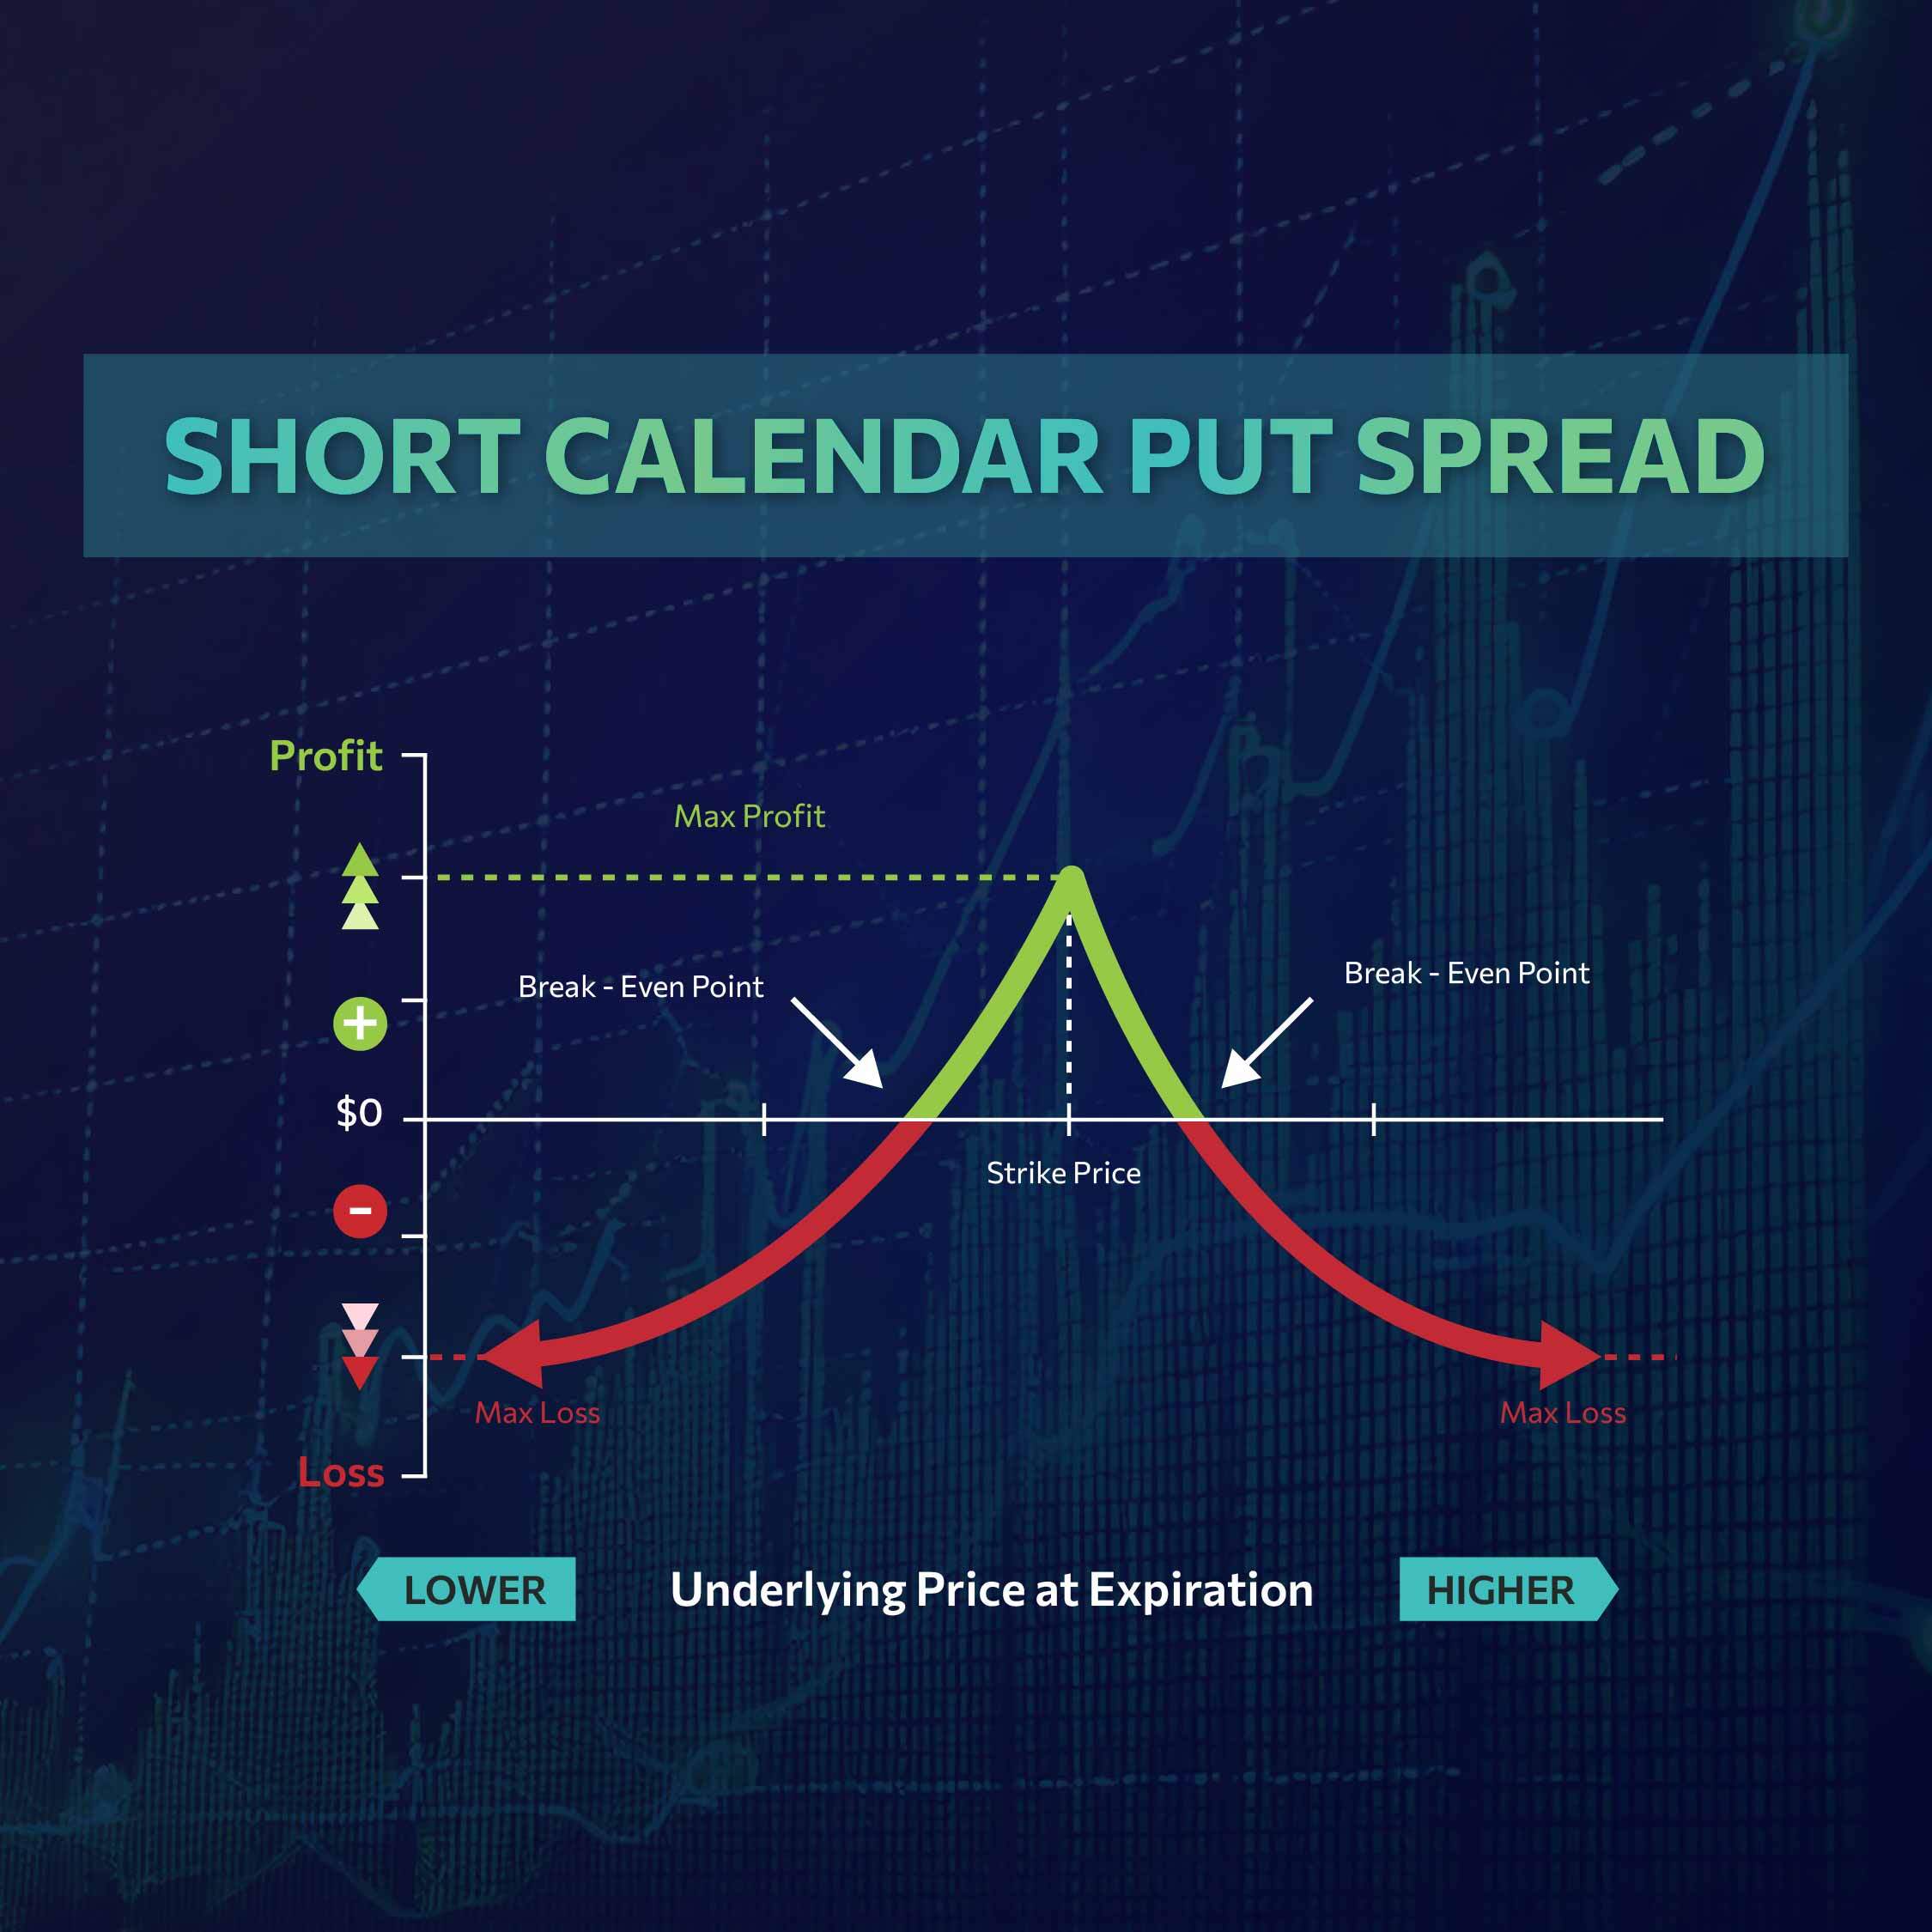 SHORT CALENDAR PUT SPREAD
Profit
Max Profit
Break - Even Point
Break - Even Point
+
$0
Strike Price
-
Max Loss
Max Loss
Loss
LOWER
Underlying Price at Expiration
HIGHER